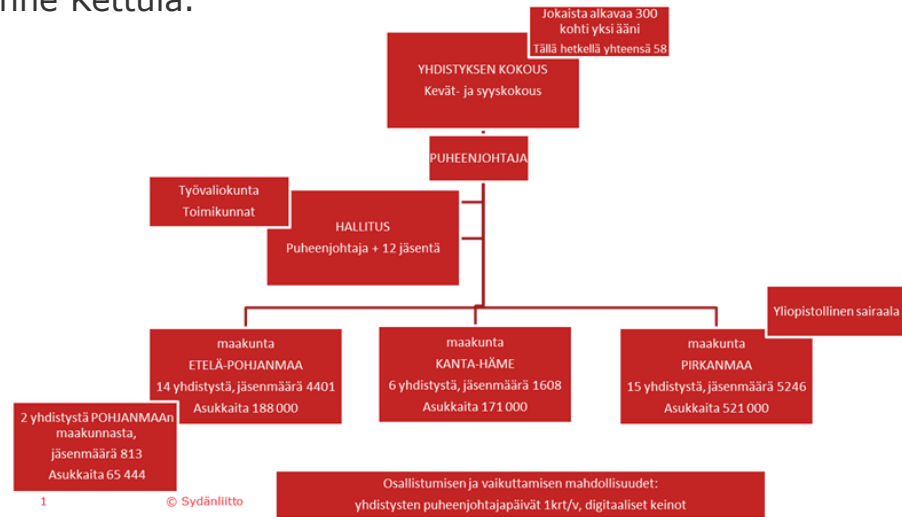 nne Kettula.
Jokaista alkavaa 300
kohti yksi ääni
Tällä hetkellä yhteensä 58
YHDISTYKSEN KOKOUS
Kevät- ja syyskokous
PUHEENJOHTAJA
Työvaliokunta
Toimikunnat
HALLITUS
Puheenjohtaja + 12 jäsentä
Yliopistollinen sairaala
maakunta
ETELÄ-POHJANMAA
14 yhdistystä, jäsenmäärä 4401
Asukkaita 188 000
maakunta
KANTA-HÄME
6 yhdistystä, jäsenmäärä 1608
Asukkaita 171 000
maakunta
PIRKANMAA
15 yhdistystä, jäsenmäärä 5246
Asukkaita 521 000
2 yhdistystä POHJANMAAn
maakunnasta,
jäsenmäärä 813
Asukkaita 65 444
Osallistumisen ja vaikuttamisen mahdollisuudet:
yhdistysten puheenjohtajapäivät 1krt/v, digitaaliset keinot
1
© Sydänliitto